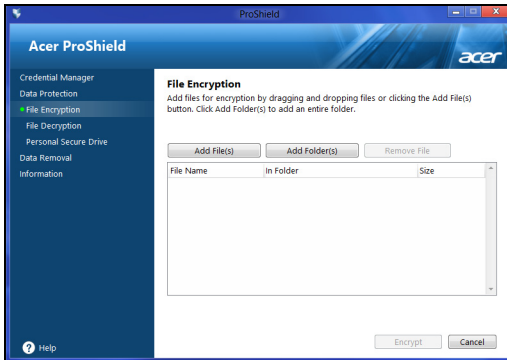 ProShield
Acer ProShield
acer
Credential Manager
Data Protection
File Encryption
File Decryption
Personal Secure Drive
Data Removal
Information
Help
File Encryption
Add files for encryption by dragging and dropping files or clicking the Add File(s)
button. Click Add Folder(s) to add an entire folder.
Add File(s) Add Folder(s) Remove File
File Name In Folder Size
Encrypt Cancel